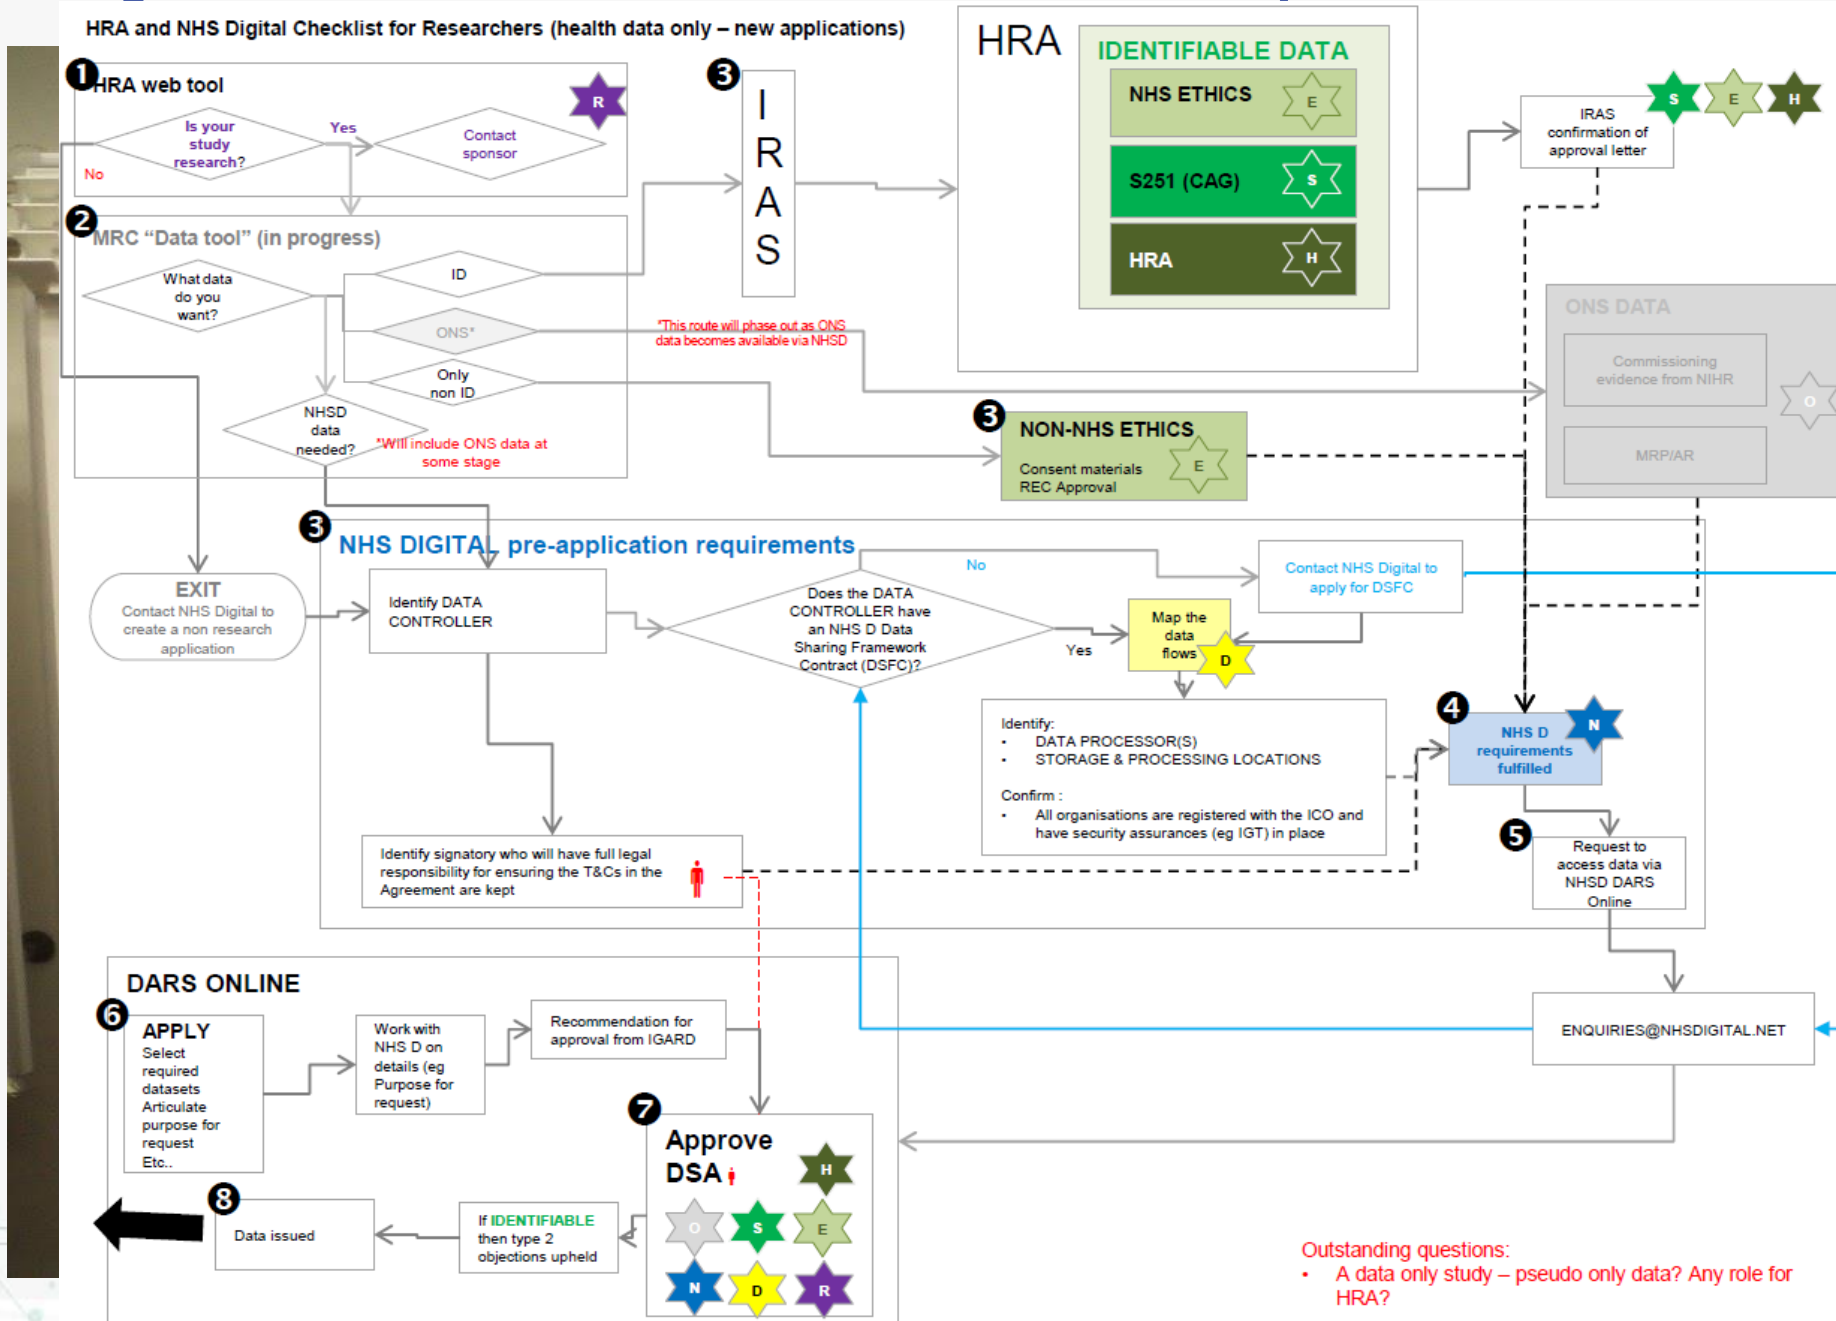 HRA and NHS Digital Checklist for Researchers (health data only – new applications)
1
HRA web tool
R
Is your
study
research?
Yes
No
Contact
sponsor
2
MRC “Data tool” (in progress)
What data
do you
want?
ID
ONS*
Only
non ID
NHSD
data
needed?
*Will include ONS data at
some stage
3
I
R
A
S
*This route will phase out as ONS
data becomes available via NHSD
HRA
IDENTIFIABLE DATA
NHS ETHICS
E
S251 (CAG)
S
HRA
H
S
E
H
IRAS
confirmation of
approval letter
ONS DATA
Commissioning
evidence from NIHR
O
MRP/AR
3
NON-NHS ETHICS
Consent materials
REC Approval
E
EXIT
Contact NHS Digital to
create a non research
application
3
NHS DIGITAL pre-application requirements
Identify DATA
CONTROLLER
Does the DATA
CONTROLLER have
an NHS D Data
Sharing Framework
Contract (DSFC)?
No
Yes
Contact NHS Digital to
apply for DSFC
Map the
data
flows
D
Identify:
• DATA PROCESSOR(S)
• STORAGE & PROCESSING LOCATIONS
Confirm :
• All organisations are registered with the ICO and
have security assurances (eg IGT) in place
Identify signatory who will have full legal
responsibility for ensuring the T&Cs in the
Agreement are kept
4
NHS D
requirements
fulfilled
N
5
Request to
access data via
NHSD DARS
Online
ENQUIRIES@NHSDIGITAL.NET
DARS ONLINE
6
APPLY
Select
required
datasets
Articulate
purpose for
request
Etc..
Work with
NHS D on
details (eg
Purpose for
request)
Recommendation for
approval from IGARD
7
Approve
DSA
H
O
S
E
N
D
R
If IDENTIFIABLE
then type 2
objections upheld
8
Data issued
Outstanding questions:
• A data only study – pseudo only data? Any role for
HRA?